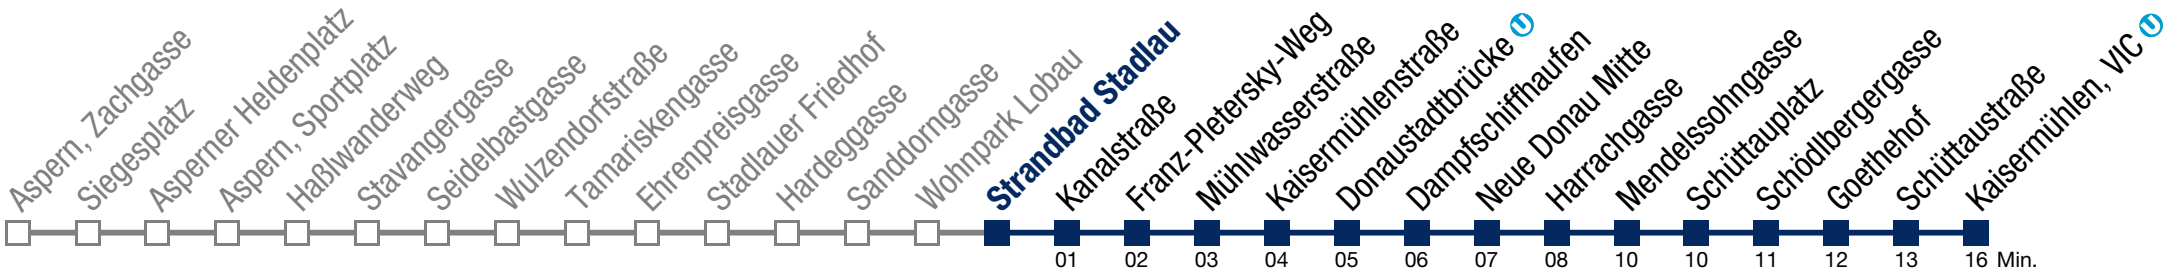 Aspern, Zachgasse
Siegesplatz
Asperner Heldenplatz
Aspern, Sportplatz
Haßlwanderweg
Stavangergasse
Seidelbastgasse
Wulzendorfstraße
Tamariskengasse
Ehrenpreisgasse
Stadlauer Friedhof
Hardeggasse
Sanddorngasse
Wohnpark Lobau
Strandbad Stadlau
Kanalstraße
Franz-Pletersky-Weg
Mühlwasserstraße
Kaisermühlenstraße
Donaustadtbrücke U
Dampfschiffhaufen
Neue Donau Mitte
Harrachgasse
Mendelssohngasse
Schüttauplatz
Schödlbergergasse
Goethehof
Schüttaustraße
Kaisermühlen, VIC U
01 02 03 04 05 06 07 08 10 10 11 12 13 16 Min.